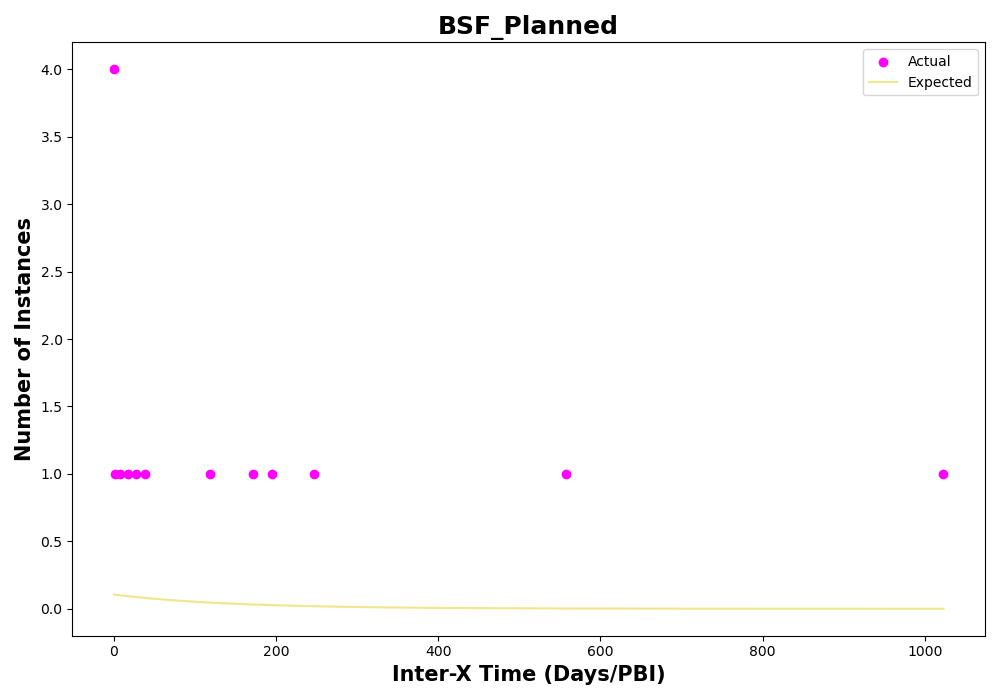 BSF_Planned
Actual
Expected
4.0
3.5
3.0
2.5
2.0
1.5
1.0
0.5
0.0
Number of Instances
0 200 400 600 800 1000
Inter-X Time (Days/PBI)